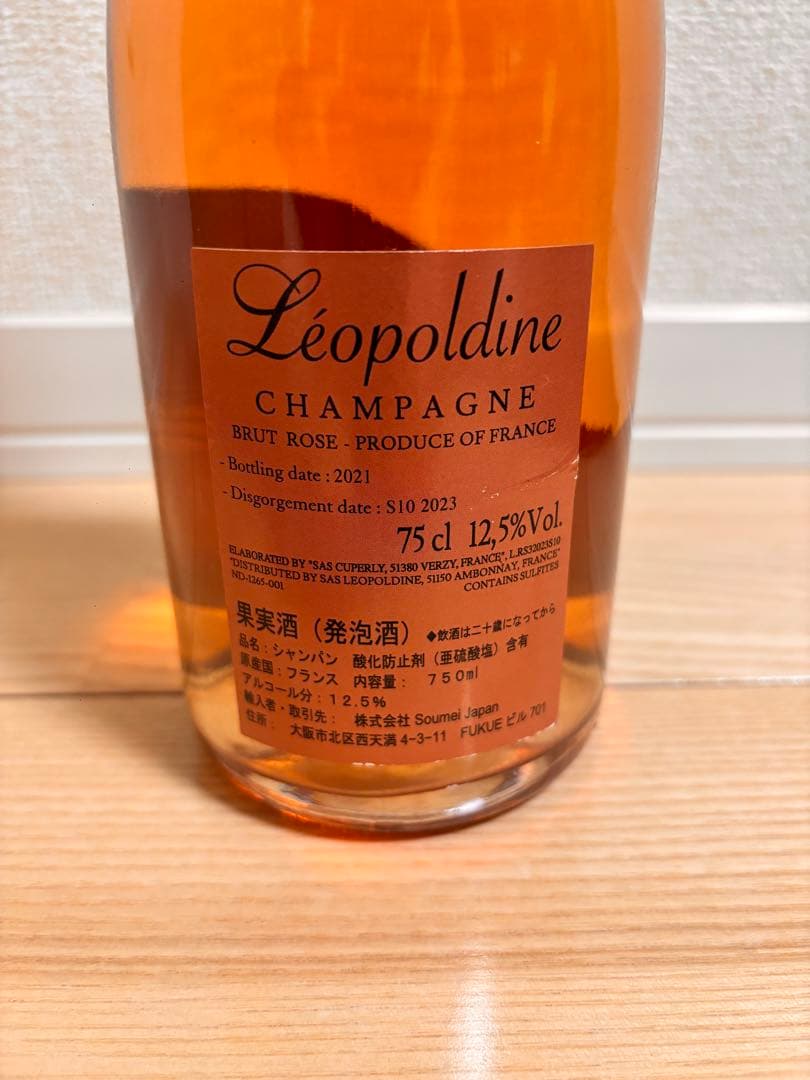 Léopoldine
CHAMPAGNE
BRUT ROSE - PRODUCE OF FRANCE
- Bottling date : 2021
- Disgorgement date : S10 2023
75 cl 12,5%Vol.
ELABORATED BY "SAS CUPERLY, 51380 VERZY, FRANCE", L.RS32023S10
"DISTRIBUTED BY SAS LEOPOLDINE, 51150 AMBONNAY, FRANCE"
ND-1265-001 CONTAINS SULFITES
果実酒（発泡酒） ◆飲酒は二十歳になってから
品名：シャンパン 酸化防止剤（亜硫酸塩）含有
原産国：フランス 内容量： 750ml
アルコール分：12.5%
輸入者・取引先： 株式会社 Soumei Japan
住所： 大阪市北区西天満 4-3-11 FUKUE ビル 701